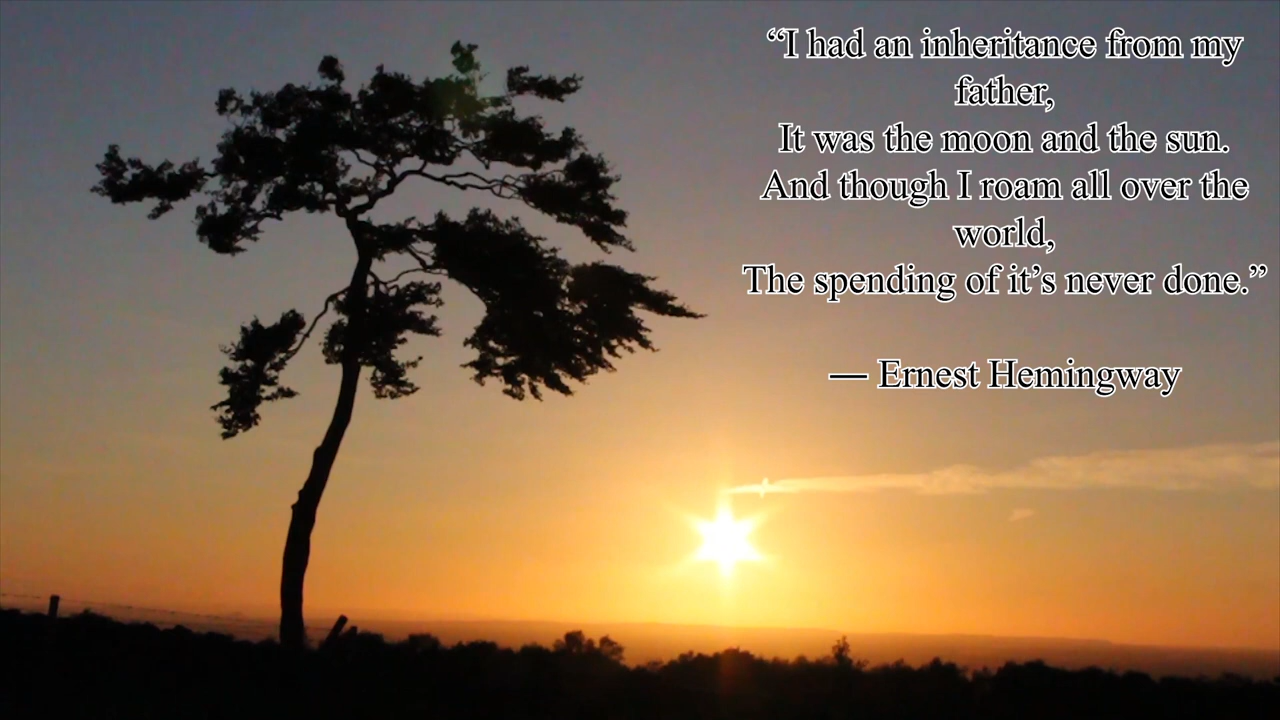 “I had an inheritance from my
father,
It was the moon and the sun.
And though I roam all over the
world,
The spending of it’s never done.”
— Ernest Hemingway